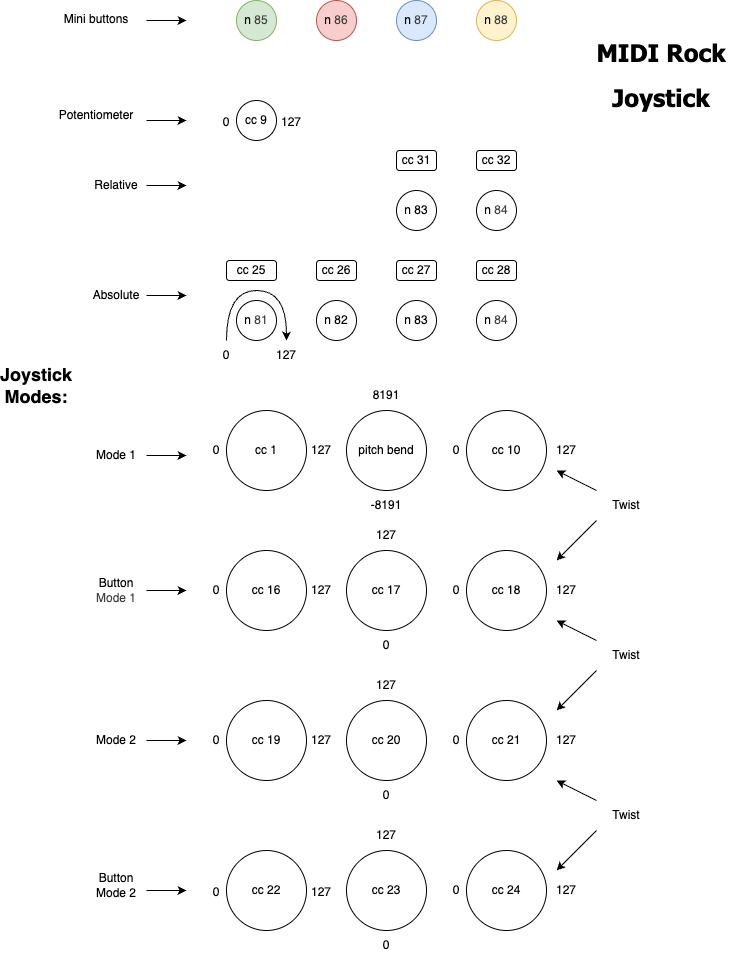 Mini buttons
n 85
n 86
n 87
n 88
MIDI Rock
Joystick
Potentiometer
0
cc 9
127
cc 31
cc 32
Relative
n 83
n 84
cc 25
cc 26
cc 27
cc 28
Absolute
n 81
n 82
n 83
n 84
0
127
Joystick
Modes:
8191
Mode 1
0
cc 1
127
pitch bend
0
cc 10
127
-8191
Twist
127
Button
Mode 1
0
cc 16
127
cc 17
0
cc 18
127
0
Twist
127
Mode 2
0
cc 19
127
cc 20
0
cc 21
127
0
Twist
127
Button
Mode 2
0
cc 22
127
cc 23
0
cc 24
127
0